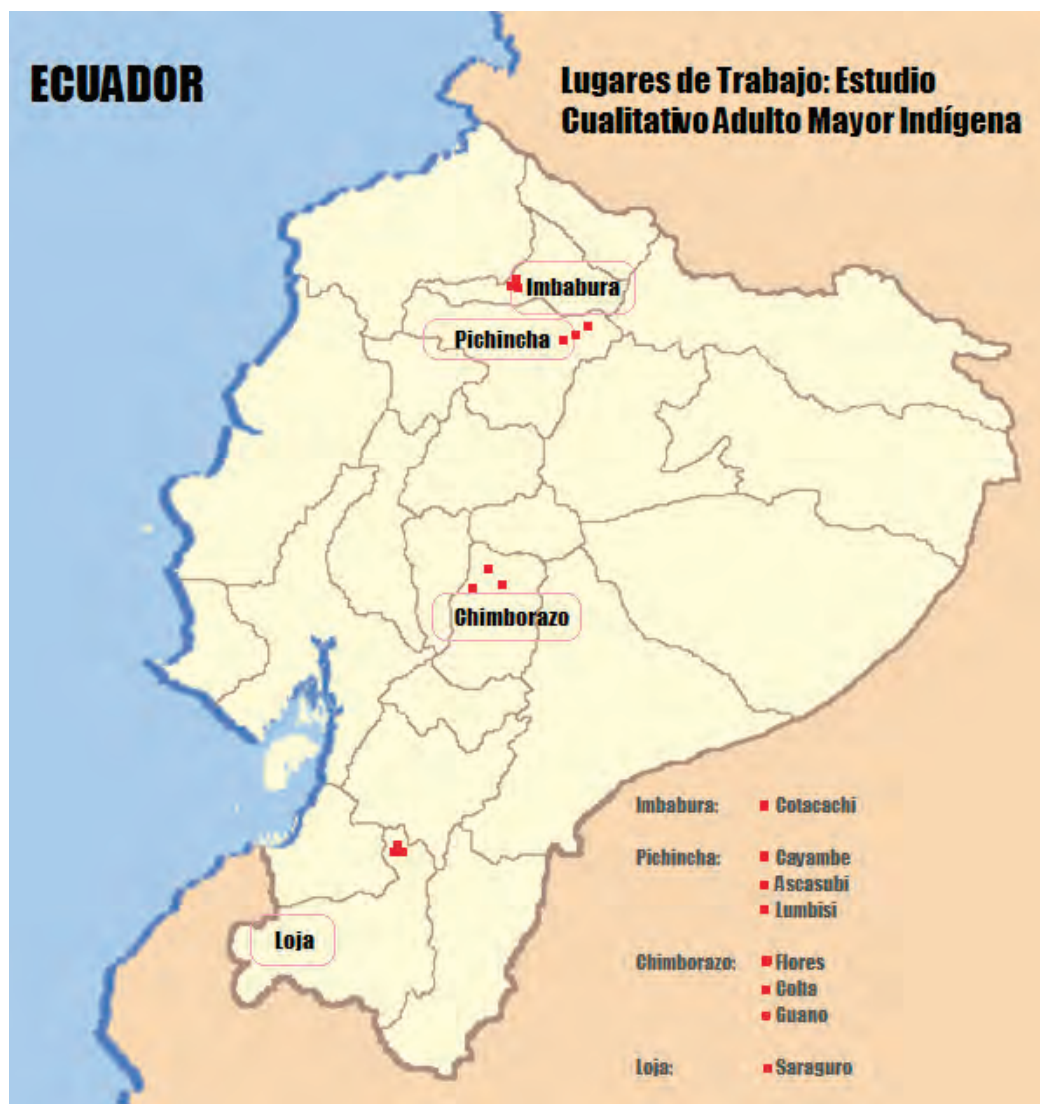 ECUADOR
Lugares de Trabajo: Estudio
Cualitativo Adulto Mayor Indígena
Imbabura
Pichincha
Chimborazo
Loja
Imbabura: Cotacachi
Pichincha: Cayambe
Ascasubi
Lumbisi
Chimborazo: Flores
Colta
Guano
Loja: Saraguro